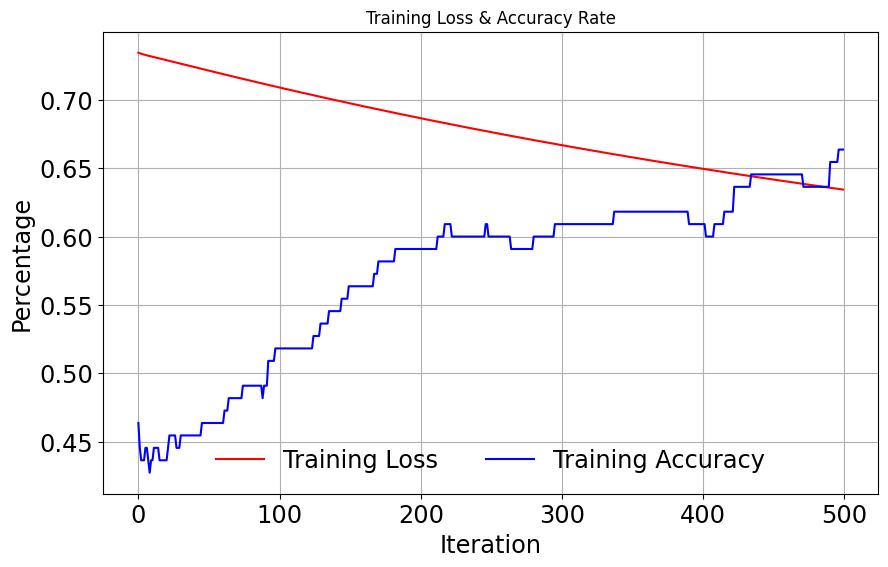 Training Loss & Accuracy Rate
Percentage
0.70
0.65
0.60
0.55
0.50
0.45
Training Loss Training Accuracy
0 100 200 300 400 500
Iteration